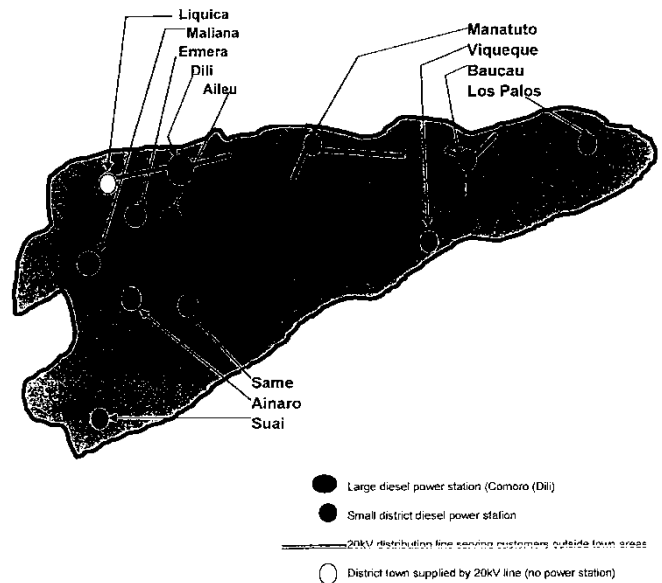 Liquica
Maliana
Ermera
Dili
Aileu
Manatuto
Viqueque
Baucau
Los Palos
Same
Ainaro
Suai
Large diesel power station (Comoro (Dili)
Small district diesel power station
20kV distribution line serving customers outside town areas
District town supplied by 20kV line (no power station)